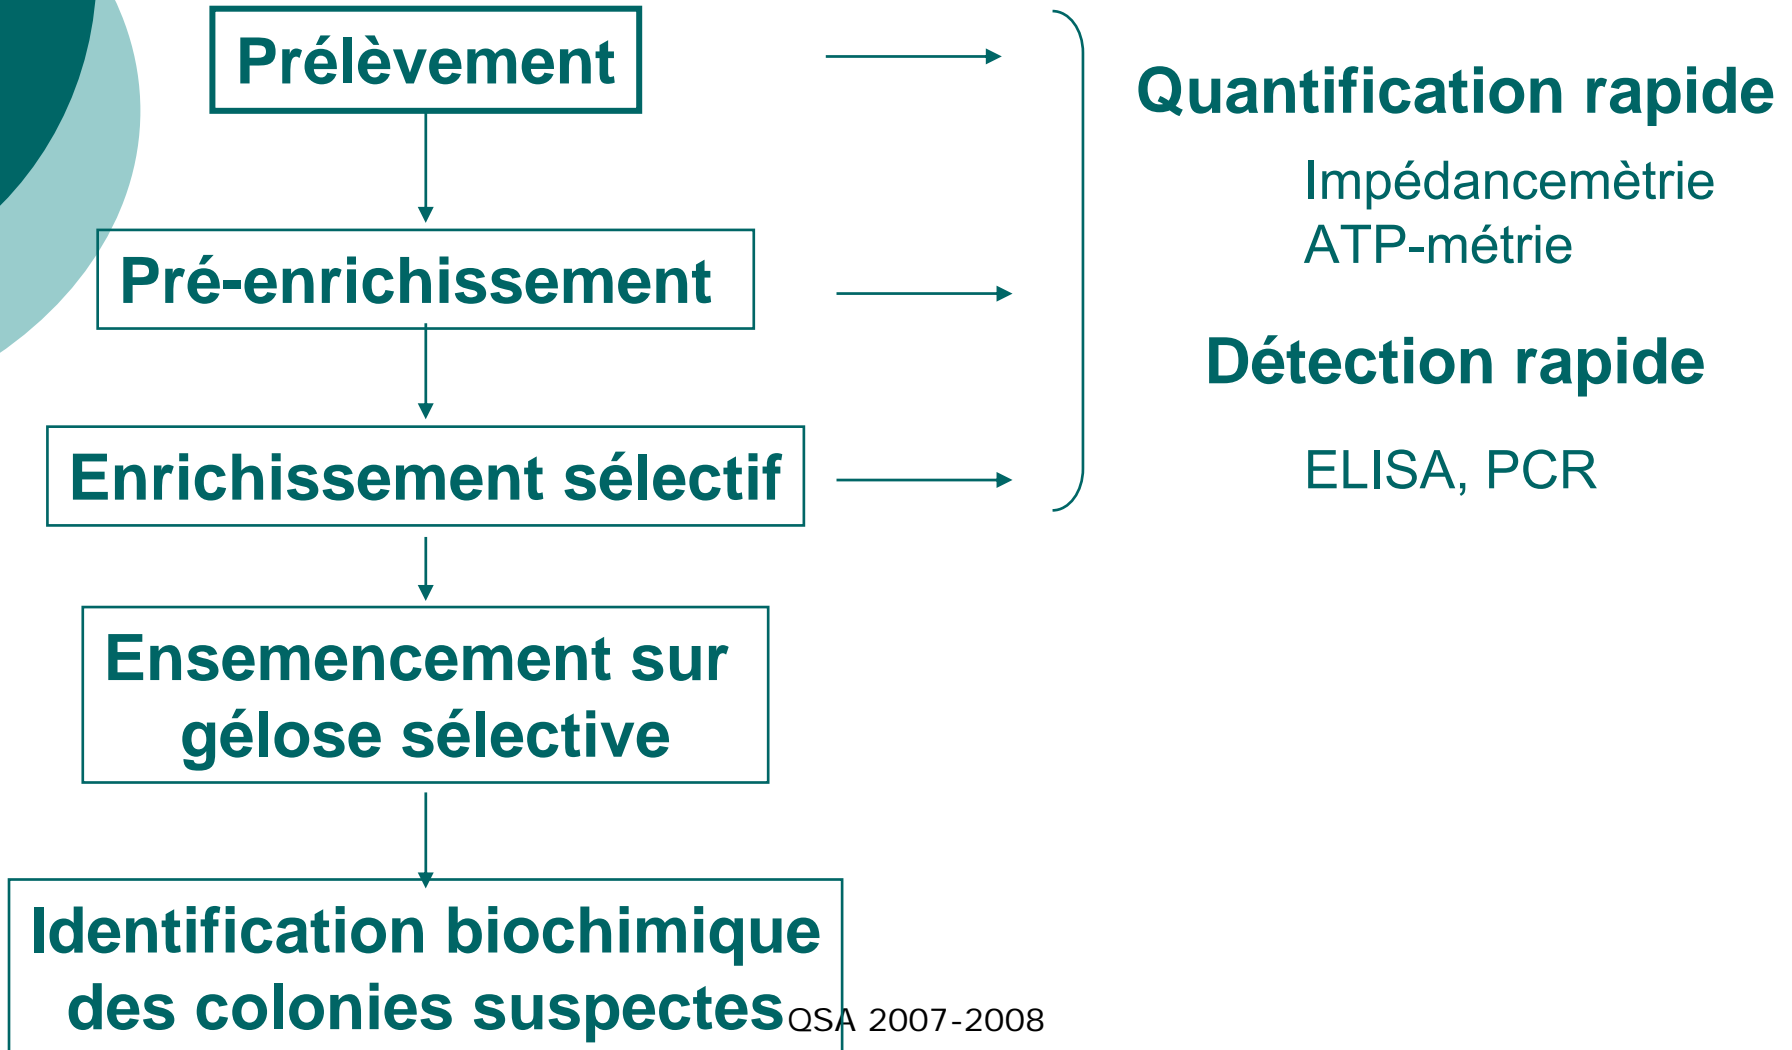 Prélèvement
Pré-enrichissement
Enrichissement sélectif
Ensemencement sur
gélose sélective
Identification biochimique
des colonies suspectes
Quantification rapide
Impédancemètrie
ATP-métrie
Détection rapide
ELISA, PCR
QSA 2007-2008